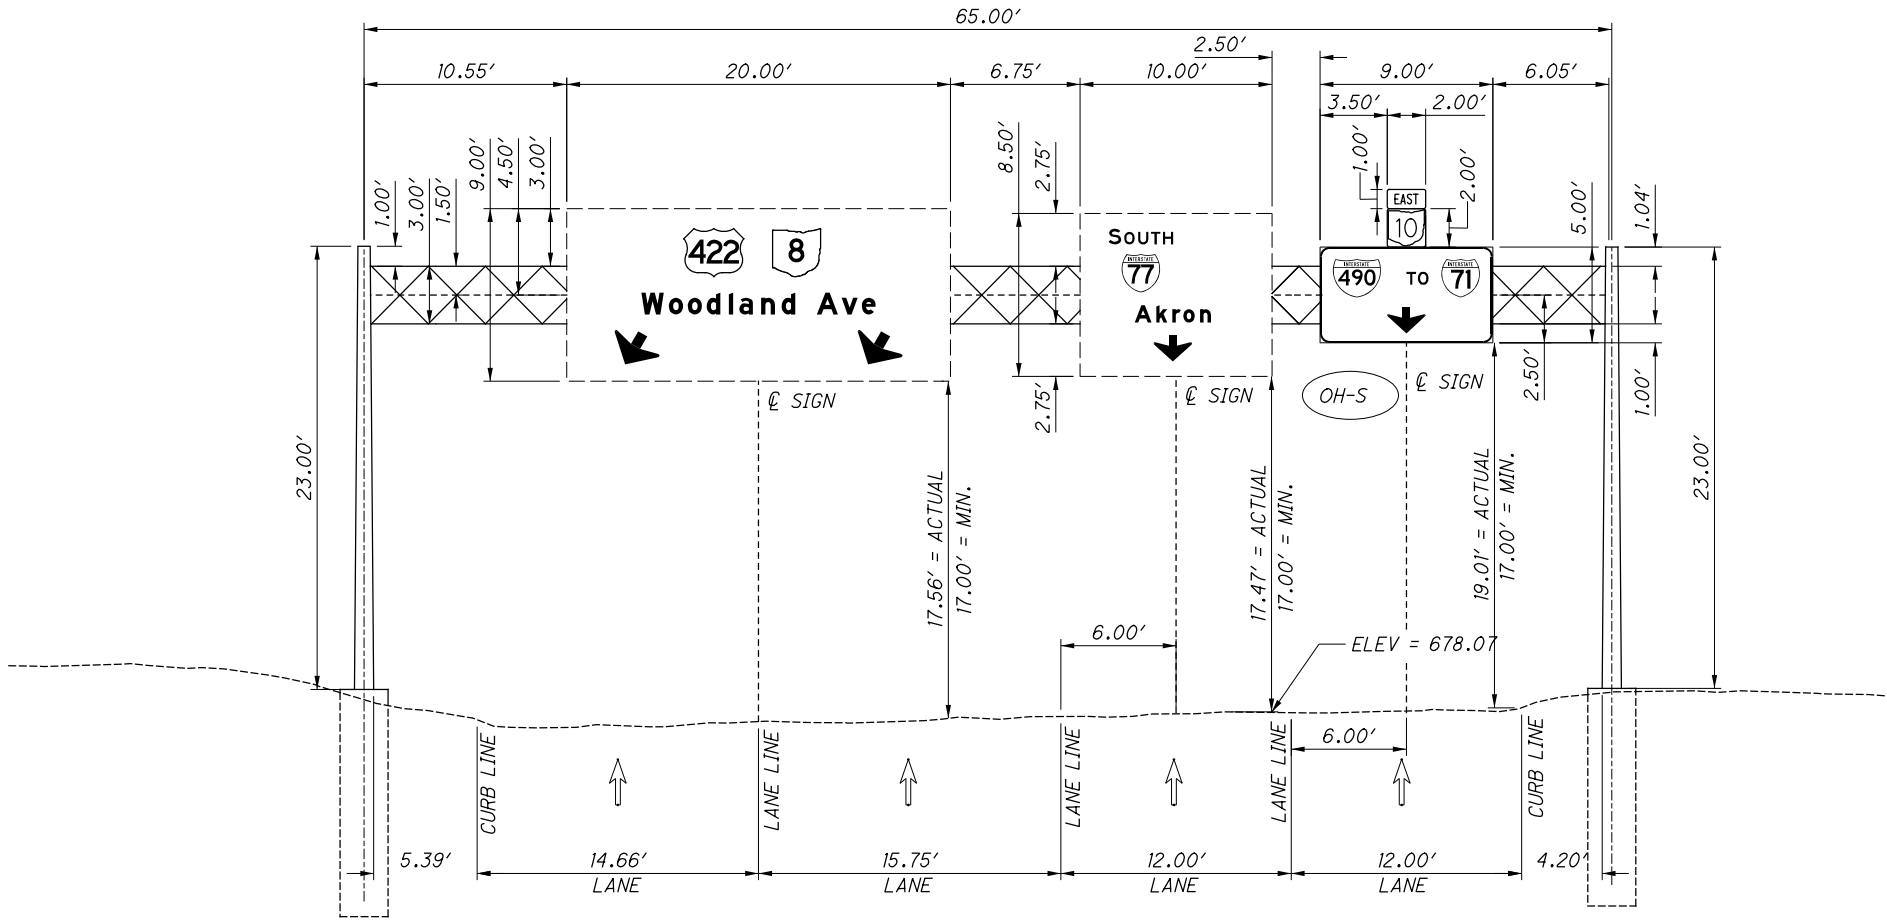 65.00'
2.50'
10.55'
20.00'
6.75'
10.00'
9.00'
6.05'
3.50'
2.00'
1.00'
3.00'
1.50'
9.00'
4.50'
3.00'
8.50'
2.75'
1.00'
2.00'
5.00'
1.04'
EAST
10
422
8
Woodland Ave
SOUTH
INTERSTATE
77
Akron
INTERSTATE
490
TO
INTERSTATE
71
℄ SIGN
℄ SIGN
℄ SIGN
OH-S
2.75'
2.50'
1.00'
23.00'
23.00'
17.56' = ACTUAL
17.00' = MIN.
17.47' = ACTUAL
17.00' = MIN.
19.01' = ACTUAL
17.00' = MIN.
6.00'
ELEV = 678.07
6.00'
CURB LINE
LANE LINE
LANE LINE
LANE LINE
CURB LINE
5.39'
14.66'
LANE
15.75'
LANE
12.00'
LANE
12.00'
LANE
4.20'